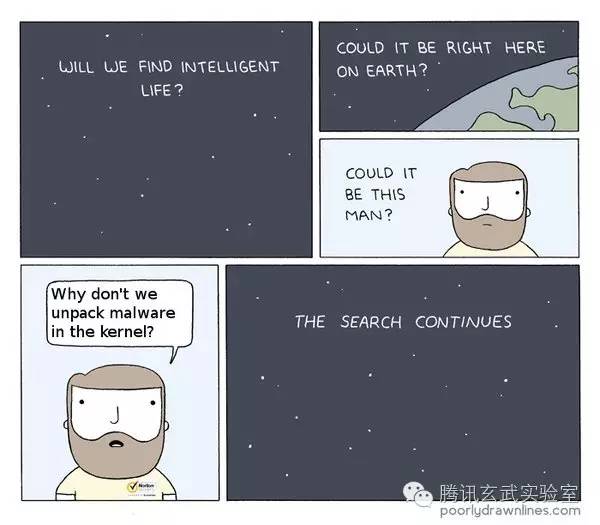 WILL WE FIND INTELLIGENT
LIFE?
COULD IT BE RIGHT HERE
ON EARTH?
COULD IT
BE THIS
MAN?
Why don't we
unpack malware
in the kernel?
Norton
THE SEARCH CONTINUES
腾讯玄武实验室
poorlydrawnlines.com